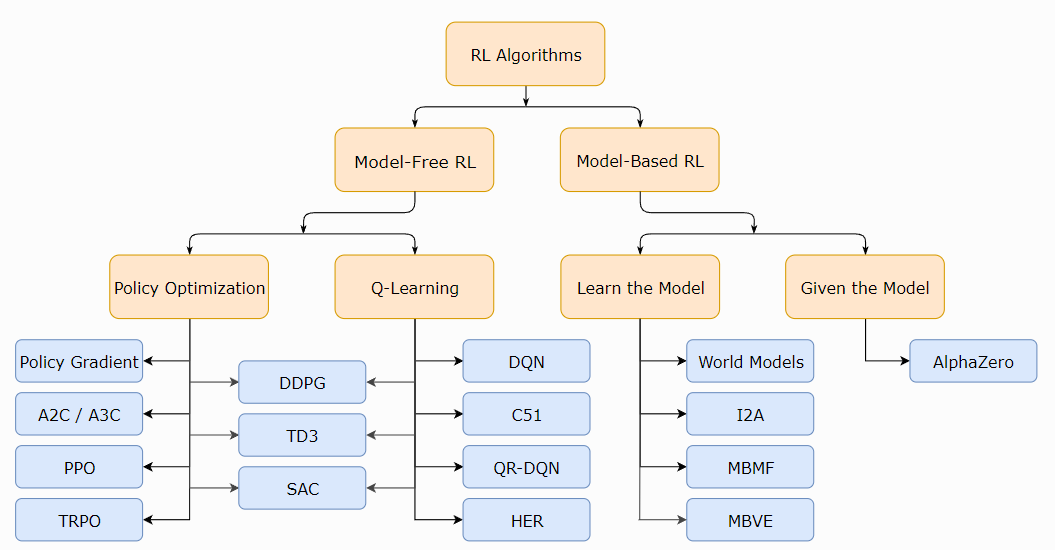 RL Algorithms
Model-Free RL
Model-Based RL
Policy Optimization
Q-Learning
Learn the Model
Given the Model
Policy Gradient
DDPG
DQN
World Models
AlphaZero
A2C / A3C
TD3
C51
I2A
PPO
SAC
QR-DQN
MBMF
TRPO
HER
MBVE